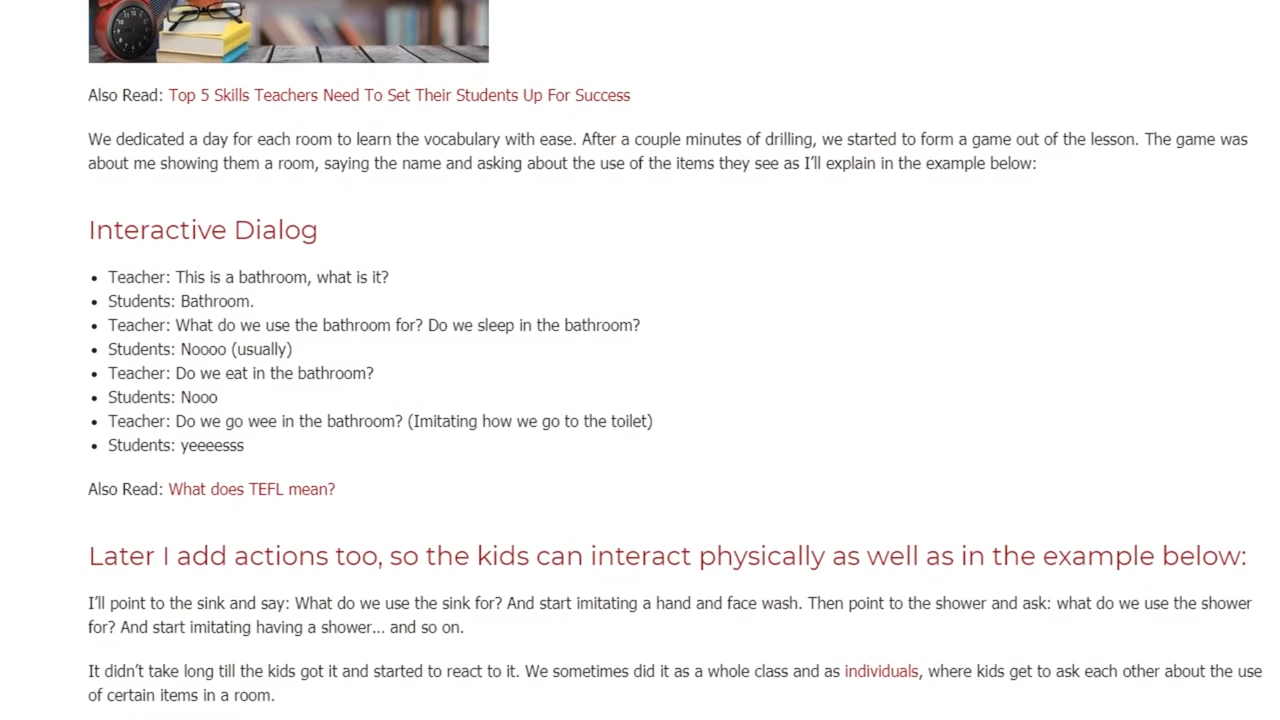 Also Read: Top 5 Skills Teachers Need To Set Their Students Up For Success
We dedicated a day for each room to learn the vocabulary with ease. After a couple minutes of drilling, we started to form a game out of the lesson. The game was
about me showing them a room, saying the name and asking about the use of the items they see as I’ll explain in the example below:
Interactive Dialog
• Teacher: This is a bathroom, what is it?
• Students: Bathroom.
• Teacher: What do we use the bathroom for? Do we sleep in the bathroom?
• Students: Noooo (usually)
• Teacher: Do we eat in the bathroom?
• Students: Nooo
• Teacher: Do we go wee in the bathroom? (Imitating how we go to the toilet)
• Students: yeeeesss
Also Read: What does TEFL mean?
Later I add actions too, so the kids can interact physically as well as in the example below:
I’ll point to the sink and say: What do we use the sink for? And start imitating a hand and face wash. Then point to the shower and ask: what do we use the shower
for? And start imitating having a shower… and so on.
It didn’t take long till the kids got it and started to react to it. We sometimes did it as a whole class and as individuals, where kids get to ask each other about the use
of certain items in a room.